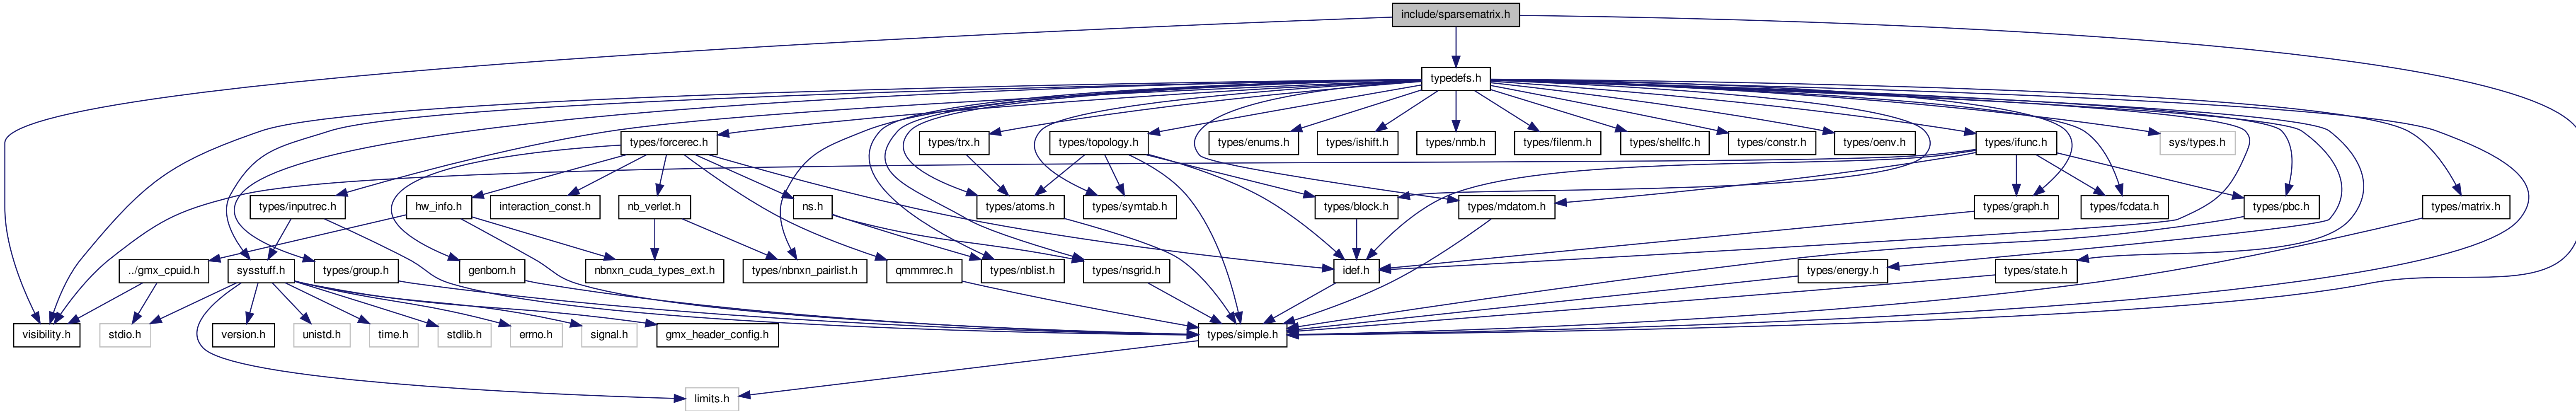 include/sparsematrix.h
typedefs.h
types/forcerec.h
types/trx.h
types/topology.h
types/enums.h
types/ishift.h
types/nrnb.h
types/filenm.h
types/shellfc.h
types/constr.h
types/oenv.h
types/ifunc.h
sys/types.h
types/inputrec.h
hw_info.h
interaction_const.h
nb_verlet.h
ns.h
types/atoms.h
types/symtab.h
types/block.h
types/mdatom.h
types/graph.h
types/fcdata.h
types/pbc.h
types/matrix.h
../gmx_cpuid.h
sysstuff.h
types/group.h
genborn.h
nbnxn_cuda_types_ext.h
types/nbnxn_pairlist.h
qmmmrec.h
types/nblist.h
types/nsgrid.h
idef.h
types/energy.h
types/state.h
visibility.h
stdio.h
version.h
unistd.h
time.h
stdlib.h
errno.h
signal.h
gmx_header_config.h
types/simple.h
limits.h